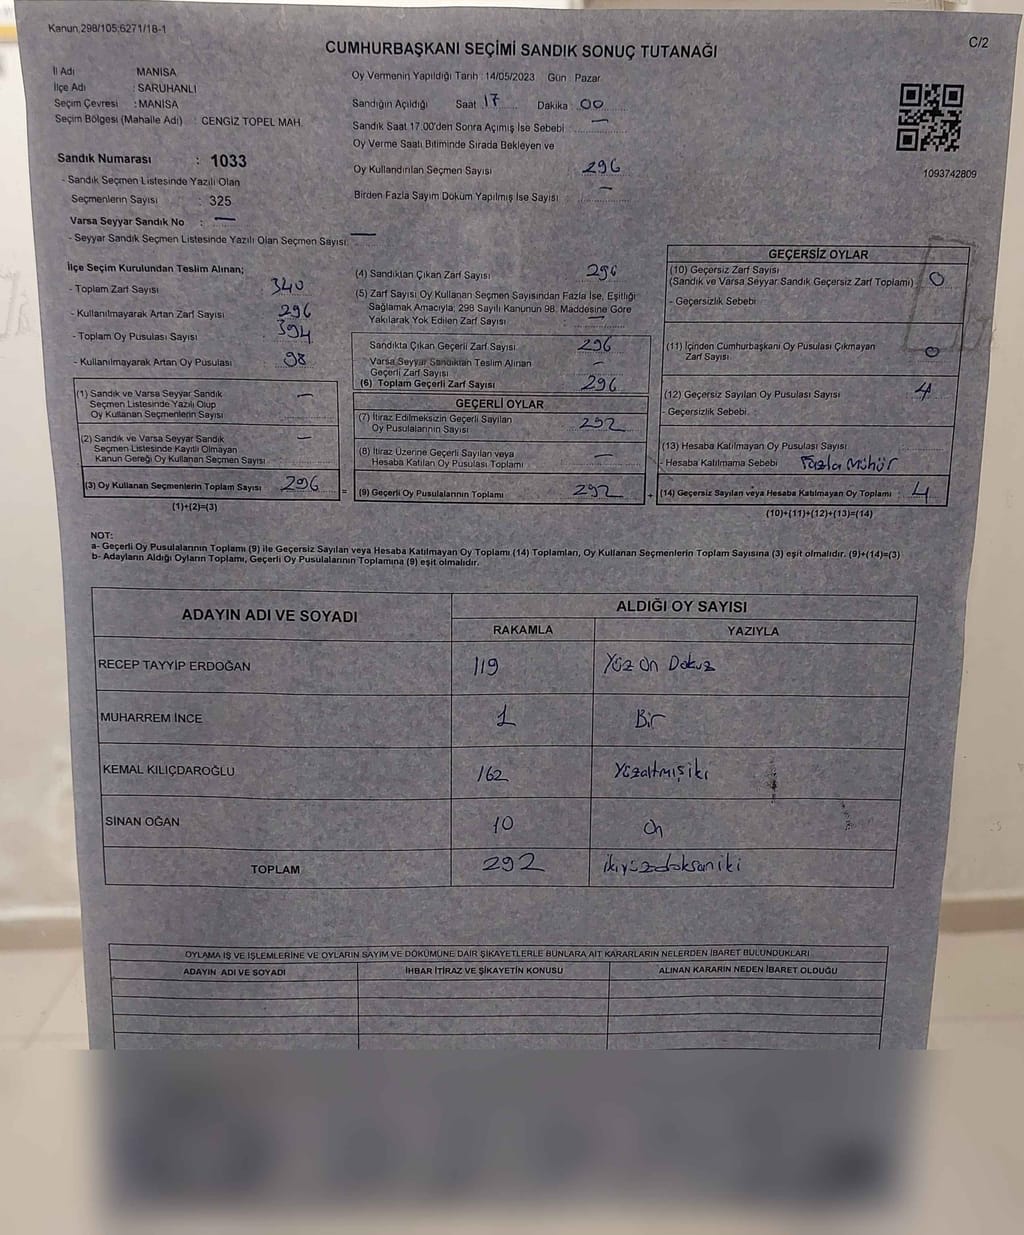 Kanun,298/105;6271/18-1
C/2
CUMHURBAŞKANI SEÇİMİ SANDIK SONUÇ TUTANAĞI
İl Adı MANİSA
İlçe Adı : SARUHANLI
Seçim Çevresi : MANİSA
Seçim Bölgesi (Mahalle Adı) : CENGİZ TOPEL MAH.
Sandık Numarası : 1033
- Sandık Seçmen Listesinde Yazılı Olan
Seçmenlerin Sayısı : 325
Varsa Seyyar Sandık No : —
- Seyyar Sandık Seçmen Listesinde Yazılı Olan Seçmen Sayısı: —
Oy Vermenin Yapıldığı Tarih : 14/05/2023 Gün : Pazar
Sandığın Açıldığı Saat 17 Dakika : 00
Sandık Saat 17:00'den Sonra Açımış İse Sebebi : —
Oy Verme Saati Bitiminde Sırada Bekleyen ve
Oy Kullandırılan Seçmen Sayısı : 296
Birden Fazla Sayım Döküm Yapılmış İse Sayısı : —
1093742809
İlçe Seçim Kurulundan Teslim Alınan;
- Toplam Zarf Sayısı : 340
- Kullanılmayarak Artan Zarf Sayısı : 296
- Toplam Oy Pusulası Sayısı : 394
- Kullanılmayarak Artan Oy Pusulası : 98
(1) Sandık ve Varsa Seyyar Sandık —
Seçmen Listesinde Yazılı Olup
Oy Kullanan Seçmenlerin Sayısı
(2) Sandık ve Varsa Seyyar Sandık —
Seçmen Listesinde Kayıtlı Olmayan
Kanun Gereği Oy Kullanan Seçmen Sayısı
(3) Oy Kullanan Seçmenlerin Toplam Sayısı 296
(1)+(2)=(3)
(4) Sandıktan Çıkan Zarf Sayısı : 296
(5) Zarf Sayısı Oy Kullanan Seçmen Sayısından Fazla İse, Eşitliği
Sağlamak Amacıyla; 298 Sayılı Kanunun 98. Maddesine Göre
Yakılarak Yok Edilen Zarf Sayısı : —
Sandıkta Çıkan Geçerli Zarf Sayısı : 296
Varsa Seyyar Sandıktan Teslim Alınan
Geçerli Zarf Sayısı : —
(6) Toplam Geçerli Zarf Sayısı : 296
GEÇERLİ OYLAR
(7) İtiraz Edilmeksizin Geçerli Sayılan
Oy Pusulalarının Sayısı : 292
(8) İtiraz Üzerine Geçerli Sayılan veya
Hesaba Katılan Oy Pusulası Toplamı : —
= (9) Geçerli Oy Pusulalarının Toplamı : 292
GEÇERSİZ OYLAR
(10) Geçersiz Zarf Sayısı
(Sandık ve Varsa Seyyar Sandık Geçersiz Zarf Toplamı) 0
- Geçersizlik Sebebi
(11) İçinden Cumhurbaşkanı Oy Pusulası Çıkmayan
Zarf Sayısı 0
(12) Geçersiz Sayılan Oy Pusulası Sayısı 4
- Geçersizlik Sebebi
(13) Hesaba Katılmayan Oy Pusulası Sayısı
- Hesaba Katılmama Sebebi Fazla Mühür
+ (14) Geçersiz Sayılan veya Hesaba Katılmayan Oy Toplamı 4
(10)+(11)+(12)+(13)=(14)
NOT:
a- Geçerli Oy Pusulalarının Toplamı (9) ile Geçersiz Sayılan veya Hesaba Katılmayan Oy Toplamı (14) Toplamları, Oy Kullanan Seçmenlerin Toplam Sayısına (3) eşit olmalıdır. (9)+(14)=(3)
b- Adayların Aldığı Oyların Toplamı, Geçerli Oy Pusulalarının Toplamına (9) eşit olmalıdır.
ADAYIN ADI VE SOYADI ALDIĞI OY SAYISI
RAKAMLA YAZIYLA
RECEP TAYYİP ERDOĞAN 119 Yüz On Dokuz
MUHARREM İNCE 1 Bir
KEMAL KILIÇDAROĞLU 162 Yüzaltmışiki
SİNAN OĞAN 10 On
TOPLAM 292 ikiyüzdoksaniki
OYLAMA İŞ VE İŞLEMLERİNE VE OYLARIN SAYIM VE DÖKÜMÜNE DAİR ŞİKAYETLERLE BUNLARA AİT KARARLARIN NELERDEN İBARET BULUNDUKLARI
ADAYIN ADI VE SOYADI İHBAR İTİRAZ VE ŞİKAYETİN KONUSU ALINAN KARARIN NEDEN İBARET OLDUĞU